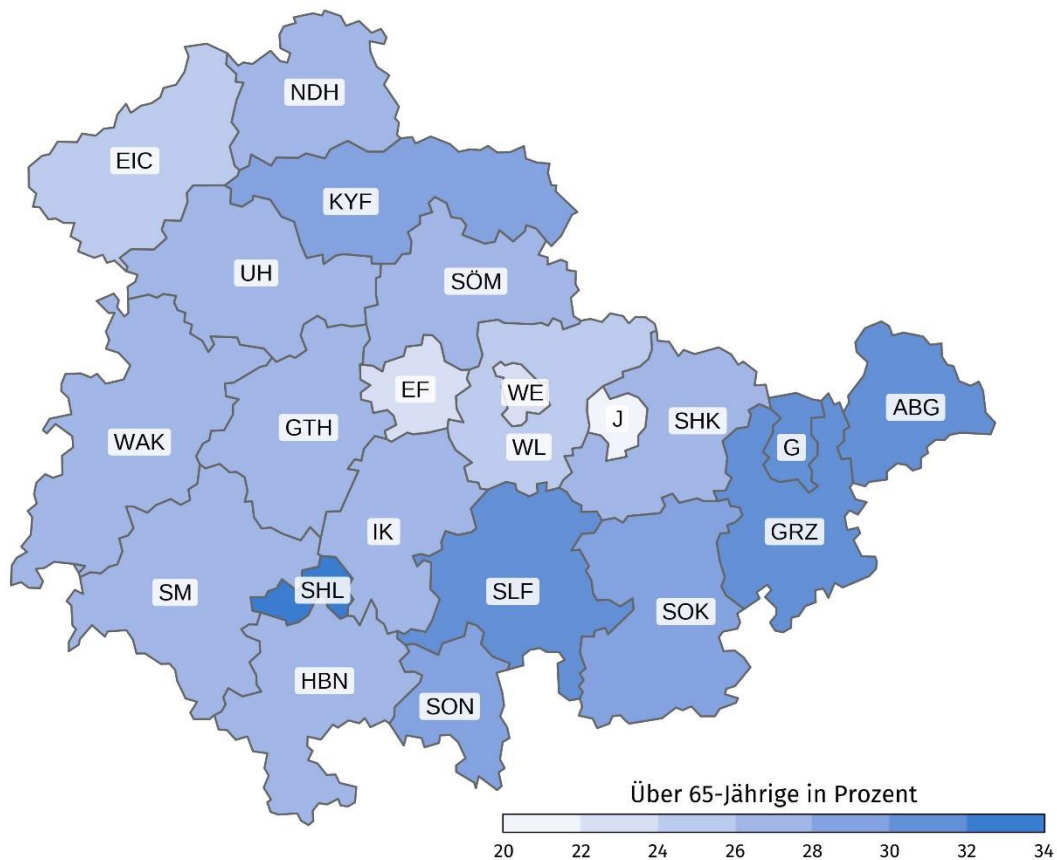 NDH
EIC
KYF
UH
SÖM
EF
WE
J
SHK
ABG
WAK
GTH
WL
G
IK
GRZ
SM
SHL
SLF
SOK
HBN
SON
Über 65-Jährige in Prozent
20 22 24 26 28 30 32 34